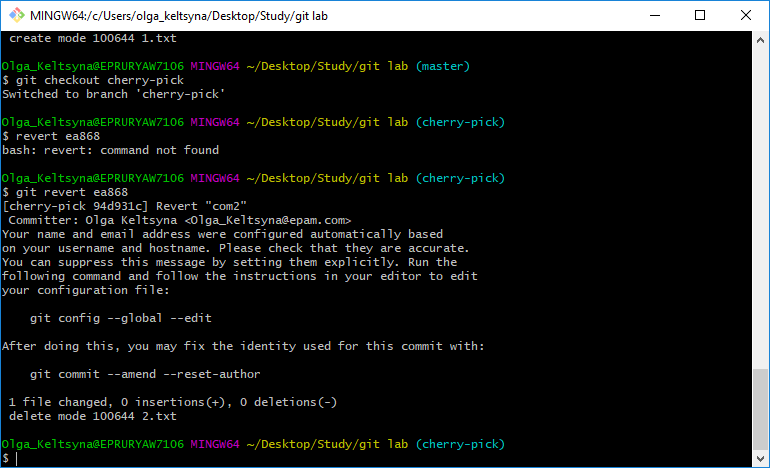 MINGW64:/c/Users/olga_keltsyna/Desktop/Study/git lab
create mode 100644 1.txt
Olga_Keltsyna@EPRURYAW7106 MINGW64 ~/Desktop/Study/git lab (master)
$ git checkout cherry-pick
Switched to branch 'cherry-pick'
Olga_Keltsyna@EPRURYAW7106 MINGW64 ~/Desktop/Study/git lab (cherry-pick)
$ revert ea868
bash: revert: command not found
Olga_Keltsyna@EPRURYAW7106 MINGW64 ~/Desktop/Study/git lab (cherry-pick)
$ git revert ea868
[cherry-pick 94d931c] Revert "com2"
Committer: Olga Keltsyna <Olga_Keltsyna@epam.com>
Your name and email address were configured automatically based
on your username and hostname. Please check that they are accurate.
You can suppress this message by setting them explicitly. Run the
following command and follow the instructions in your editor to edit
your configuration file:
git config --global --edit
After doing this, you may fix the identity used for this commit with:
git commit --amend --reset-author
1 file changed, 0 insertions(+), 0 deletions(-)
delete mode 100644 2.txt
Olga_Keltsyna@EPRURYAW7106 MINGW64 ~/Desktop/Study/git lab (cherry-pick)
$